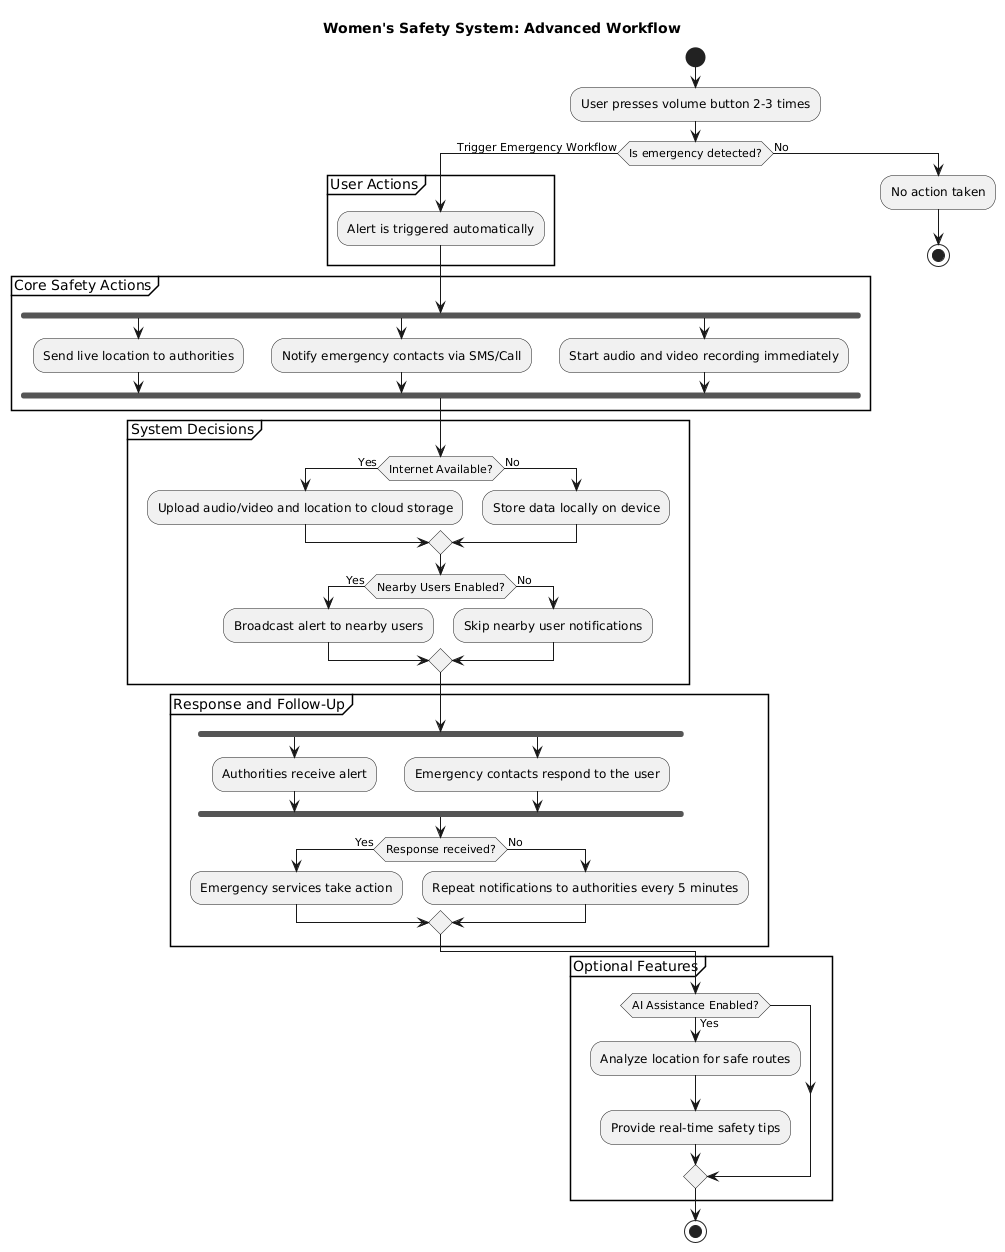 Women's Safety System: Advanced Workflow
User presses volume button 2-3 times
Trigger Emergency Workflow
Is emergency detected?
No
User Actions
No action taken
Alert is triggered automatically
Core Safety Actions
Send live location to authorities
Notify emergency contacts via SMS/Call
Start audio and video recording immediately
System Decisions
Yes
Internet Available?
No
Upload audio/video and location to cloud storage
Store data locally on device
Yes
Nearby Users Enabled?
No
Broadcast alert to nearby users
Skip nearby user notifications
Response and Follow-Up
Authorities receive alert
Emergency contacts respond to the user
Yes
Response received?
No
Emergency services take action
Repeat notifications to authorities every 5 minutes
Optional Features
AI Assistance Enabled?
Yes
Analyze location for safe routes
Provide real-time safety tips